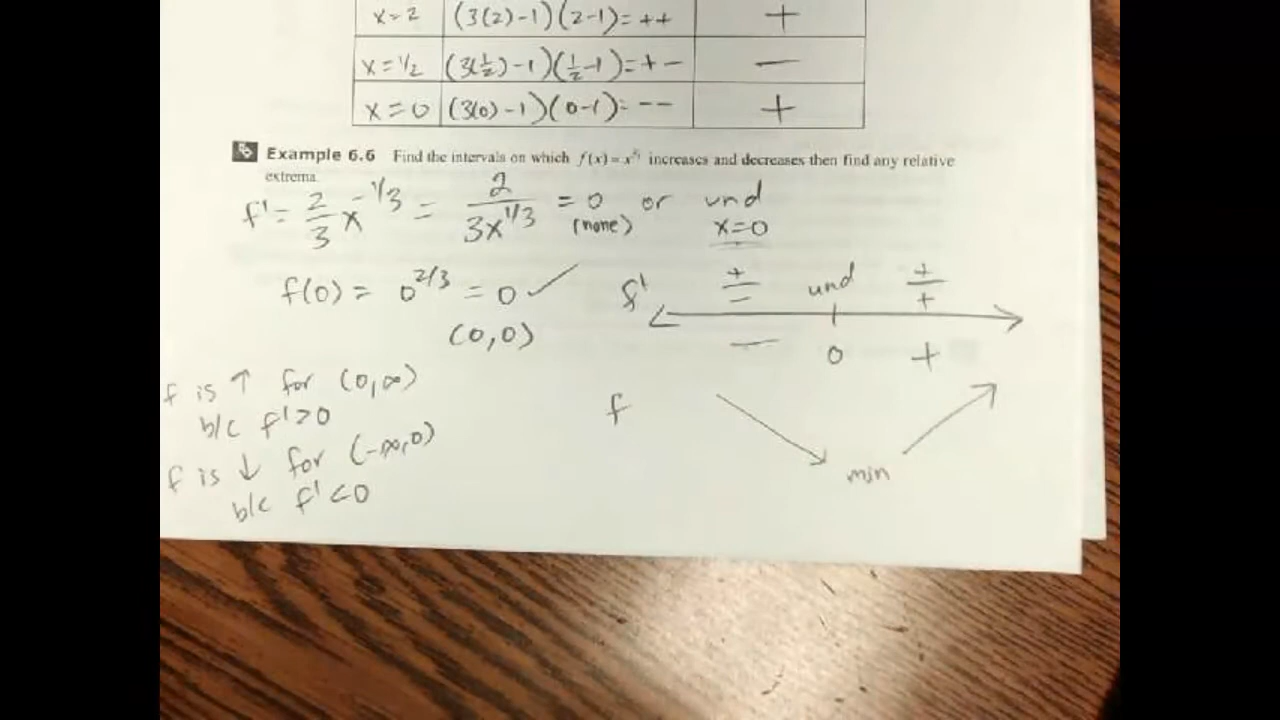 x=2 (3(2)-1)(2-1)=++ +
x=1/2 (3(1/2)-1)(1/2-1)=+- —
x=0 (3(0)-1)(0-1)=-- +
Example 6.6 Find the intervals on which f(x)=x^2/3 increases and decreases then find any relative
extrema.
f'= 2/3 x^-1/3 = 2/3x^1/3 = 0 or und
(none) x=0
f(0)= 0^2/3 = 0 ✓
(0,0)
f' +/- und +/+
— 0 +
f is ↑ for (0,∞)
b/c f'>0
f is ↓ for (-∞,0)
b/c f'<0
f
min